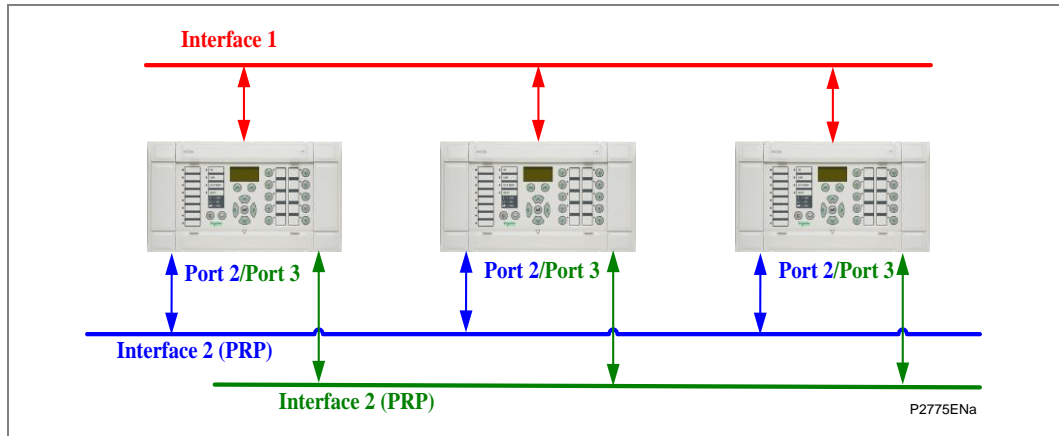 Interface 1
Port 2/Port 3
Port 2/Port 3
Port 2/Port 3
Interface 2 (PRP)
Interface 2 (PRP)
P2775ENa